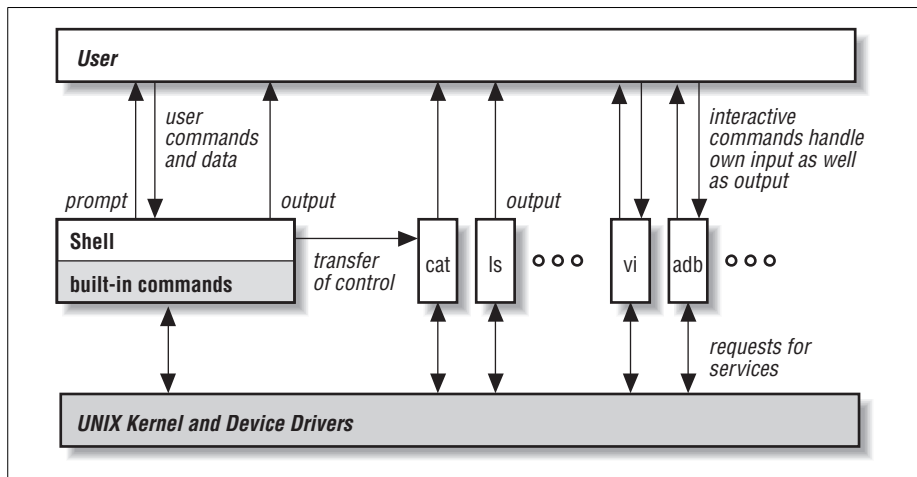 User
user
commands
and data
interactive
commands handle
own input as well
as output
prompt
output
output
Shell
built-in commands
transfer
of control
cat
ls
vi
adb
requests for
services
UNIX Kernel and Device Drivers